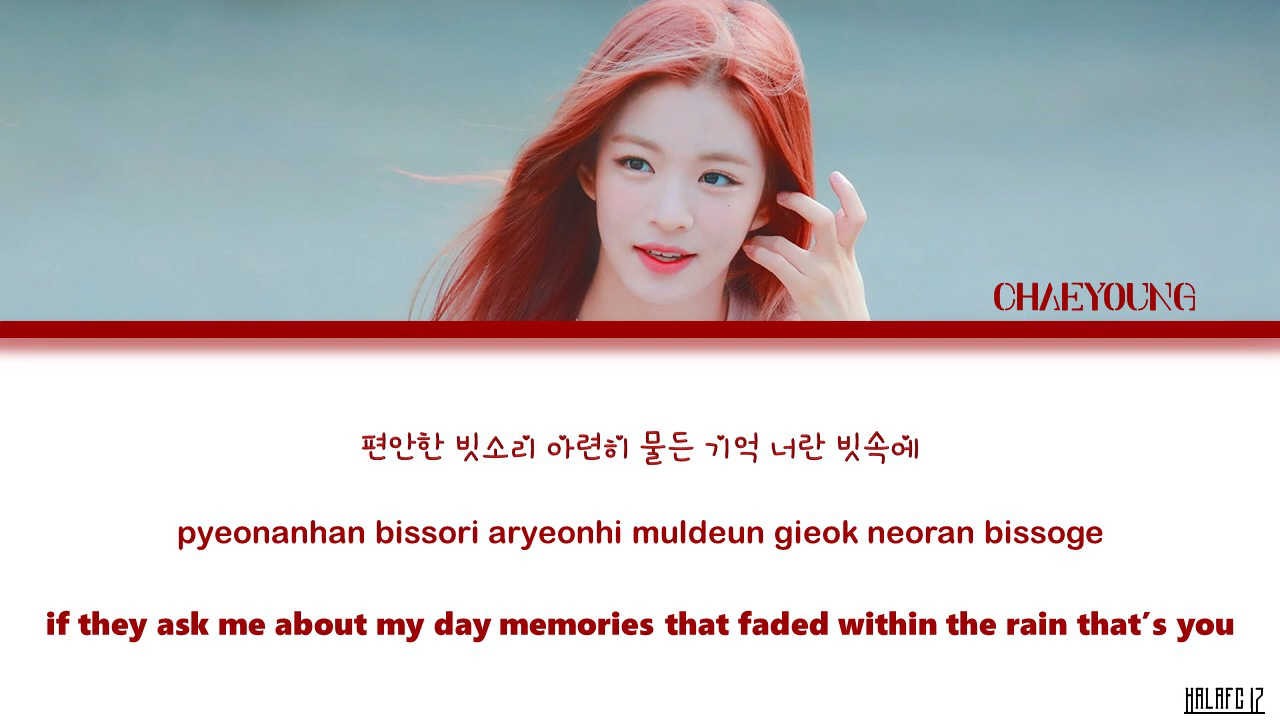 CHAEYOUNG
편안한 빗소리 아련히 물든 기억 너란 빗속에
pyeonanhan bissori aryeonhi muldeun gieok neoran bissoge
if they ask me about my day memories that faded within the rain that's you
HALAFC 17